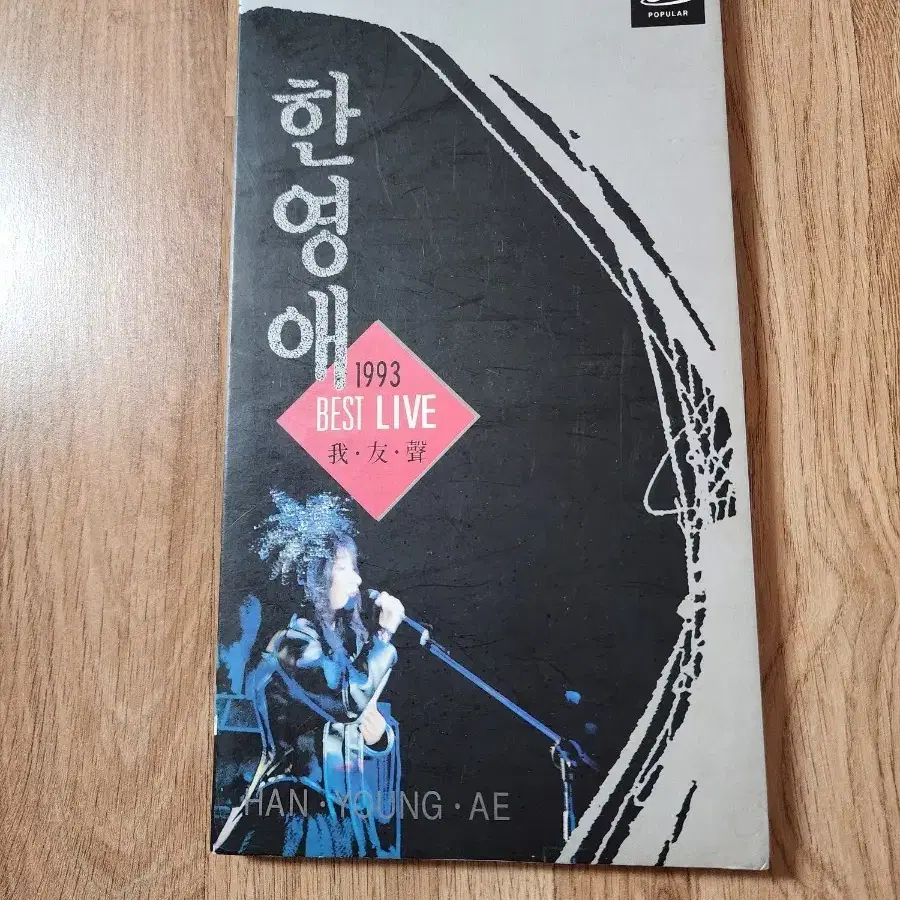 POPULAR
한영애
1993
BEST LIVE
我·友·聲
HAN·YOUNG·AE